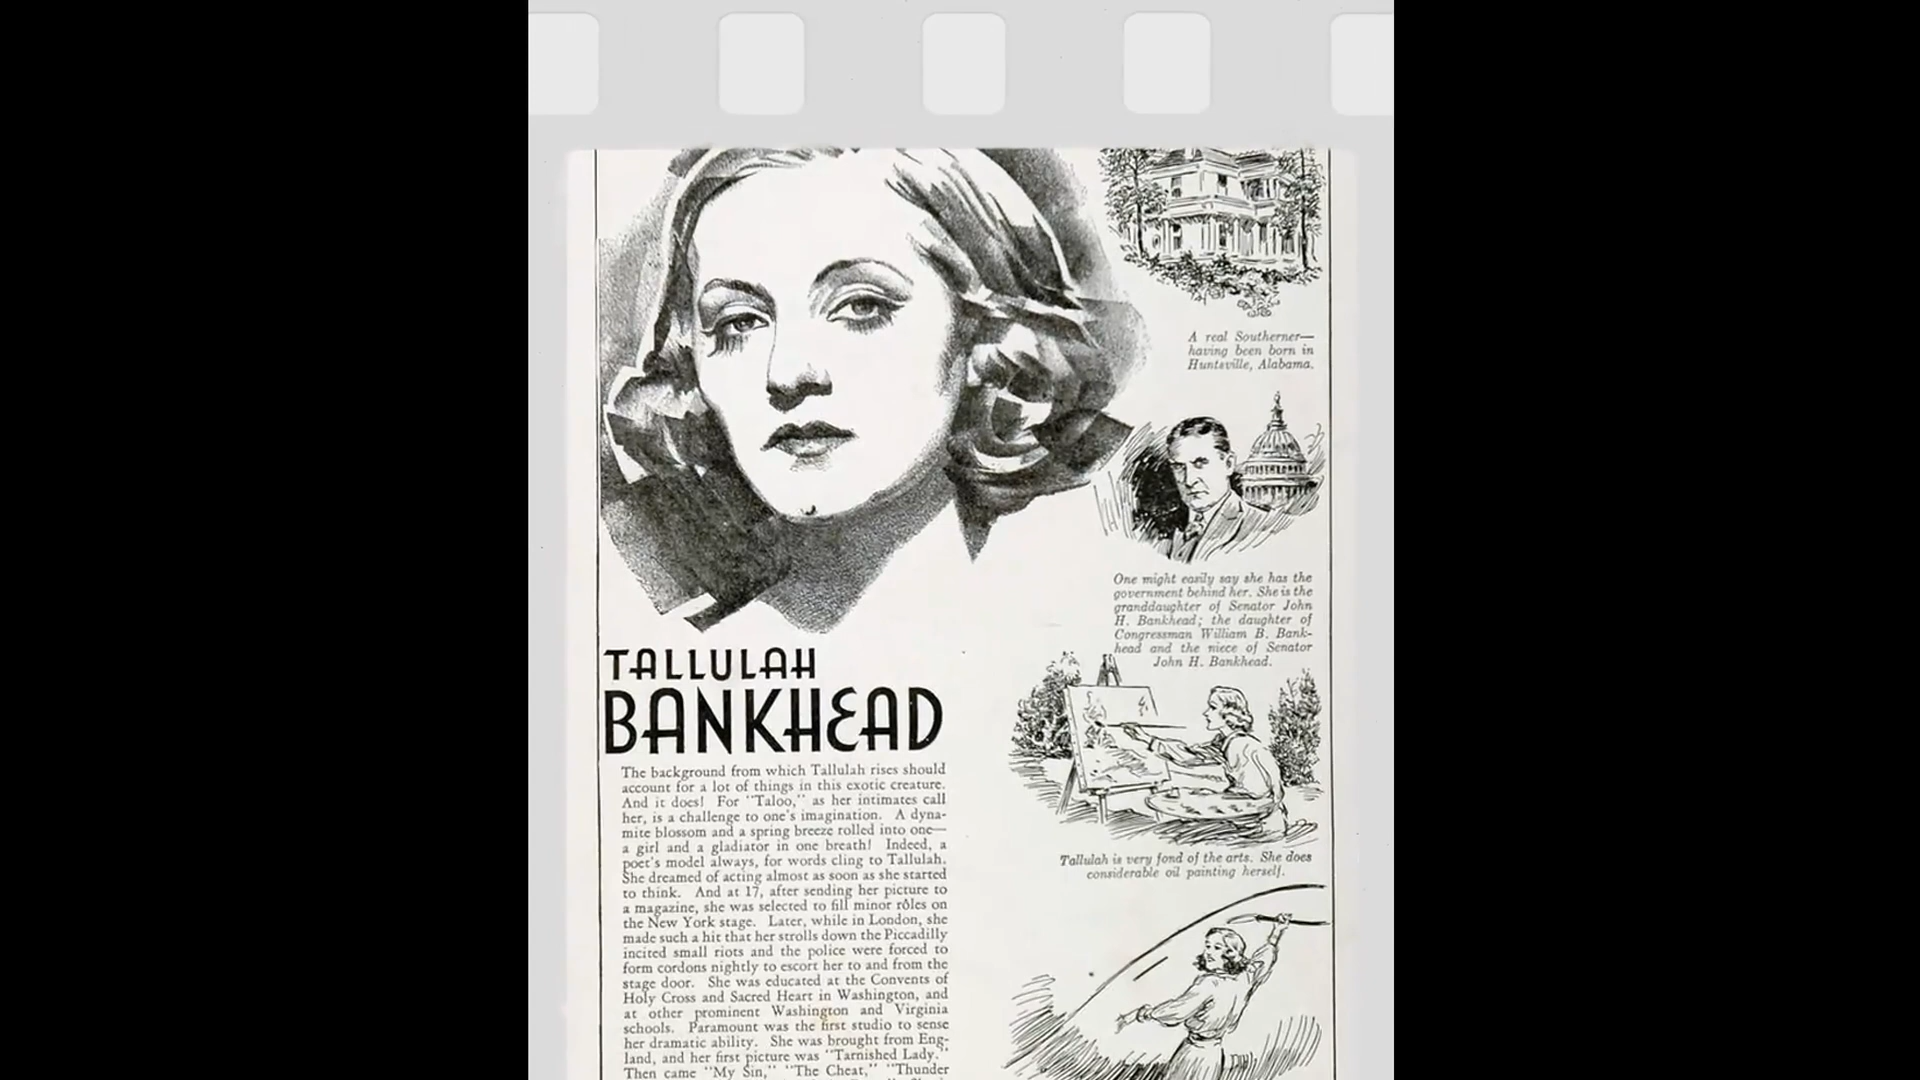 A real Southerner—
having been born in
Huntsville, Alabama.
One might easily say she has the
government behind her. She is the
granddaughter of Senator John
H. Bankhead; the daughter of
Congressman William B. Bank-
head and the niece of Senator
John H. Bankhead.
TALLULAH
BANKHEAD
The background from which Tallulah rises should
account for a lot of things in this exotic creature.
And it does! For "Taloo," as her intimates call
her, is a challenge to one's imagination. A dyna-
mite blossom and a spring breeze rolled into one—
a girl and a gladiator in one breath! Indeed, a
poet's model always, for words cling to Tallulah.
She dreamed of acting almost as soon as she started
to think. And at 17, after sending her picture to
a magazine, she was selected to fill minor rôles on
the New York stage. Later, while in London, she
made such a hit that her strolls down the Piccadilly
incited small riots and the police were forced to
form cordons nightly to escort her to and from the
stage door. She was educated at the Convents of
Holy Cross and Sacred Heart in Washington, and
at other prominent Washington and Virginia
schools. Paramount was the first studio to sense
her dramatic ability. She was brought from Eng-
land, and her first picture was "Tarnished Lady."
Then came "My Sin," "The Cheat," "Thunder
Tallulah is very fond of the arts. She does
considerable oil painting herself.